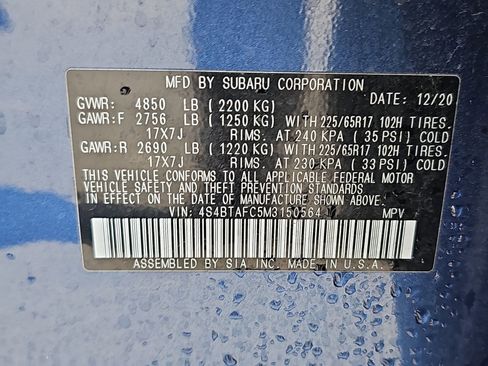 MFD BY SUBARU CORPORATION
GVWR: 4850 LB (2200 KG) DATE: 12/20
GAWR:F 2756 LB (1250 KG) WITH 225/65R17 102H TIRES.
17X7J RIMS. AT 240 KPA (35 PSI) COLD
GAWR:R 2690 LB (1220 KG) WITH 225/65R17 102H TIRES.
17X7J RIMS. AT 230 KPA (33 PSI) COLD
THIS VEHICLE CONFORMS TO ALL APPLICABLE FEDERAL MOTOR
VEHICLE SAFETY AND THEFT PREVENTION STANDARDS IN EFFECT
ON THE DATE OF MANUFACTURE SHOWN ABOVE.
VIN: 4S4BTAFC5M3150564 MPV
ASSEMBLED BY SIA INC. MADE IN U.S.A.